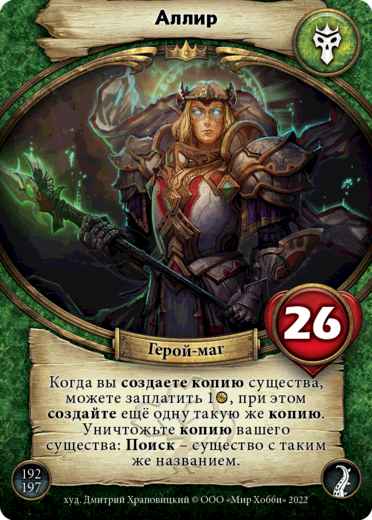 Аллир
26
Герой-маг
Когда вы создаете копию существа,
можете заплатить 1, при этом
создайте ещё одну такую же копию.
Уничтожьте копию вашего
существа: Поиск – существо с таким
же названием.
192
197
худ. Дмитрий Храповицкий © ООО «Мир Хобби» 2022